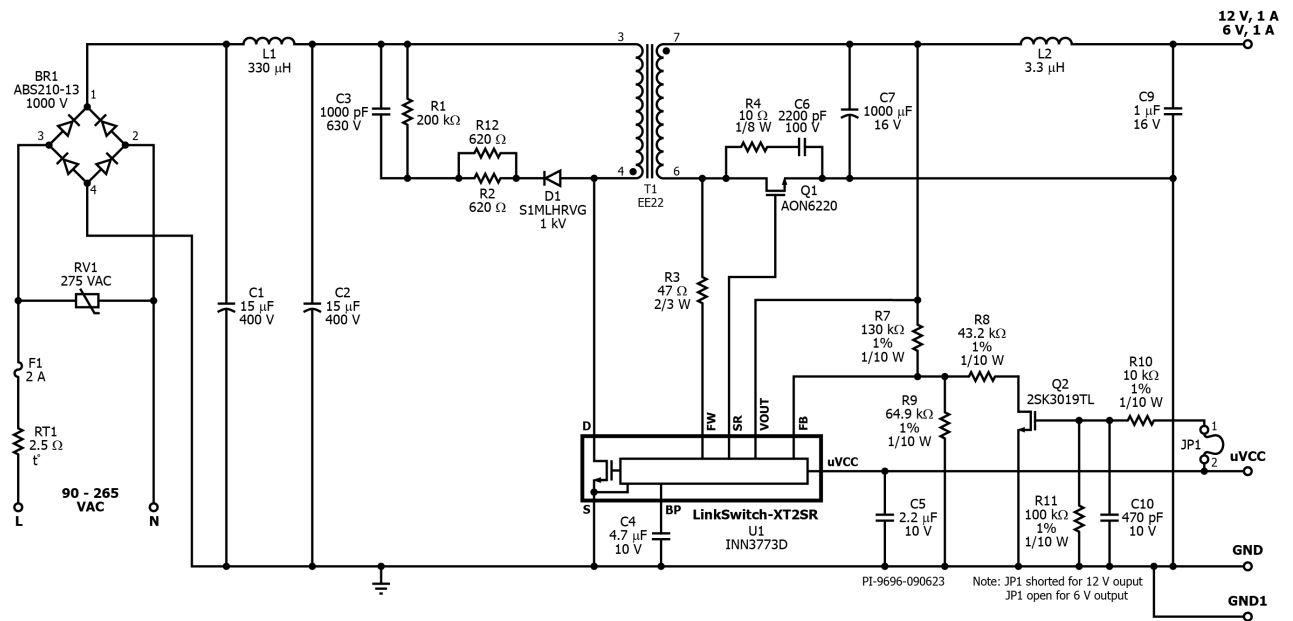 12 V, 1 A
6 V, 1 A
3
7
L1
330 μH
L2
3.3 μH
BR1
ABS210-13
1000 V
1
3
2
4
C3
1000 pF
630 V
R1
200 kΩ
R12
620 Ω
R2
620 Ω
D1
S1MLHRVG
1 kV
4
6
T1
EE22
R4
10 Ω
1/8 W
C6
2200 pF
100 V
C7
1000 μF
16 V
C9
1 μF
16 V
Q1
AON6220
RV1
275 VAC
C1
15 μF
400 V
C2
15 μF
400 V
R3
47 Ω
2/3 W
R7
130 kΩ
1%
1/10 W
R8
43.2 kΩ
1%
1/10 W
F1
2 A
RT1
2.5 Ω
t°
R9
64.9 kΩ
1%
1/10 W
Q2
2SK3019TL
R10
10 kΩ
1%
1/10 W
1
JP1
2
uVCC
D
FW
SR
VOUT
FB
uVCC
90 - 265
VAC
L
N
S
BP
LinkSwitch-XT2SR
U1
INN3773D
C4
4.7 μF
10 V
C5
2.2 μF
10 V
R11
100 kΩ
1%
1/10 W
C10
470 pF
10 V
GND
PI-9696-090623
Note: JP1 shorted for 12 V ouput
JP1 open for 6 V output
GND1